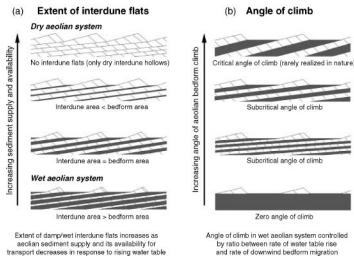 (a) Extent of interdune flats
Increasing sediment supply and availability
Dry aeolian system
No interdune flats (only dry interdune hollows)
Interdune area < bedform area
Interdune area = bedform area
Wet aeolian system
Interdune area > bedform area
Extent of damp/wet interdune flats increases as
aeolian sediment supply and its availability for
transport decreases in response to rising water table
(b) Angle of climb
Increasing angle of aeolian bedform climb
Critical angle of climb (rarely realized in nature)
Subcritical angle of climb
Subcritical angle of climb
Zero angle of climb
Angle of climb in wet aeolian system controlled
by ratio between rate of water table rise
and rate of downwind bedform migration